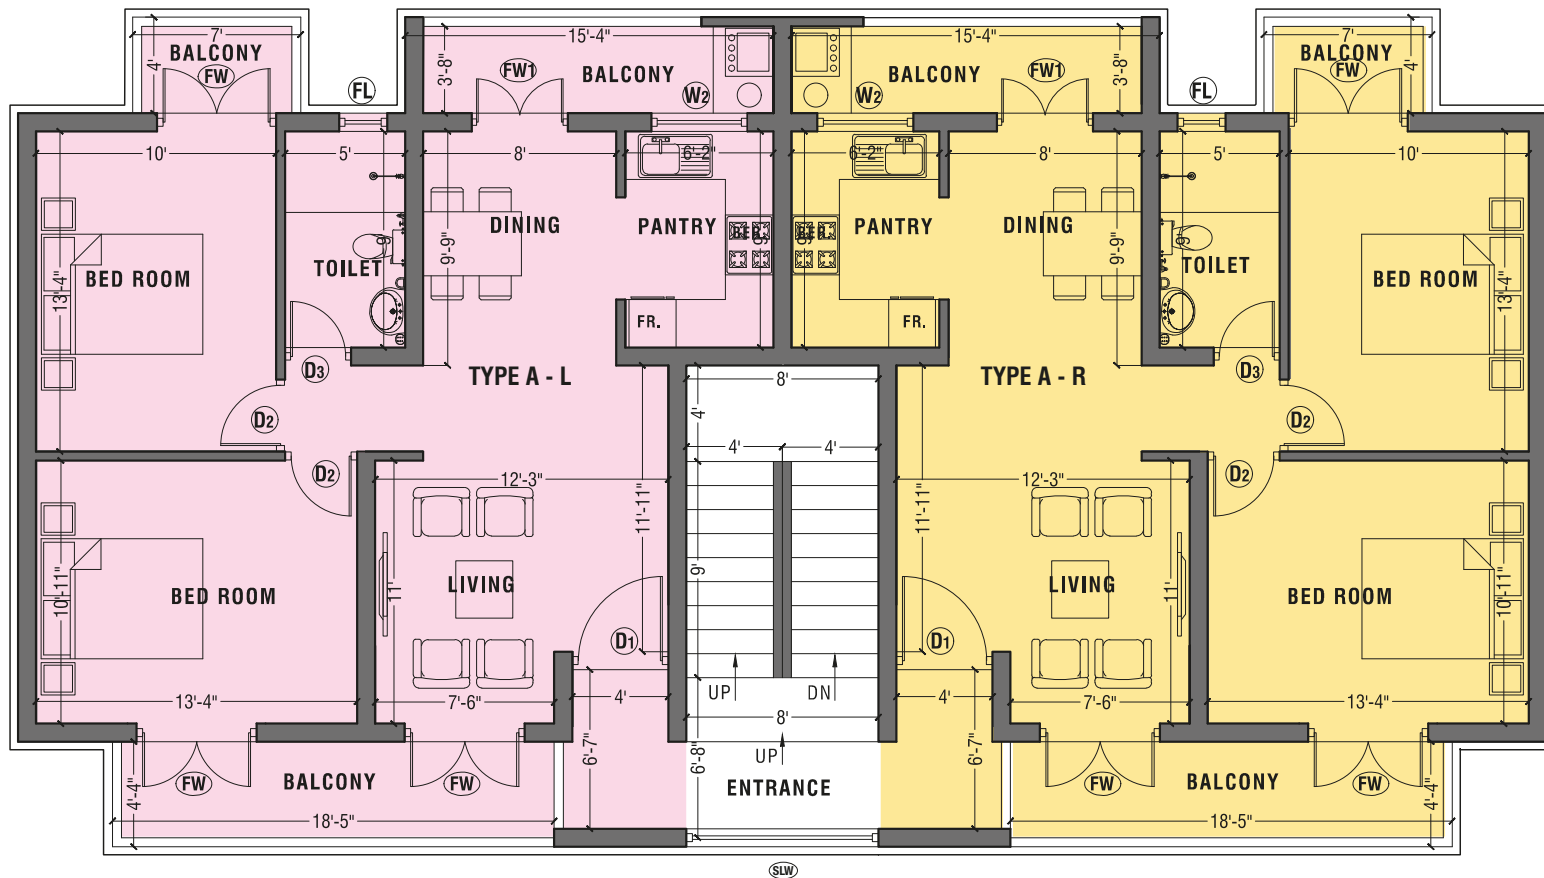 7'
BALCONY
FW
4'
15'-4"
3'-8"
FW1
BALCONY
W2
FL
15'-4"
BALCONY
W2
FW1
3'-8"
FL
7'
BALCONY
FW
4'
10'
5'
8'
6'-2"
6'-2"
8'
5'
10'
DINING
PANTRY
PANTRY
DINING
BED ROOM
13'-4"
TOILET
9'
9'-9"
9'
9'
9'-9"
9'
TOILET
BED ROOM
13'-4"
FR.
FR.
D3
TYPE A - L
8'
TYPE A - R
D3
D2
4'
D2
D2
4'
4'
D2
12'-3"
12'-3"
11'-11"
11'-11"
BED ROOM
10'-11"
11'
LIVING
9'
LIVING
11'
BED ROOM
10'-11"
D1
D1
UP
DN
13'-4"
7'-6"
4'
8'
4'
7'-6"
13'-4"
6'-7"
6'-8"
UP
6'-7"
FW
BALCONY
FW
ENTRANCE
FW
BALCONY
FW
4'-4"
18'-5"
18'-5"
4'-4"
SLW